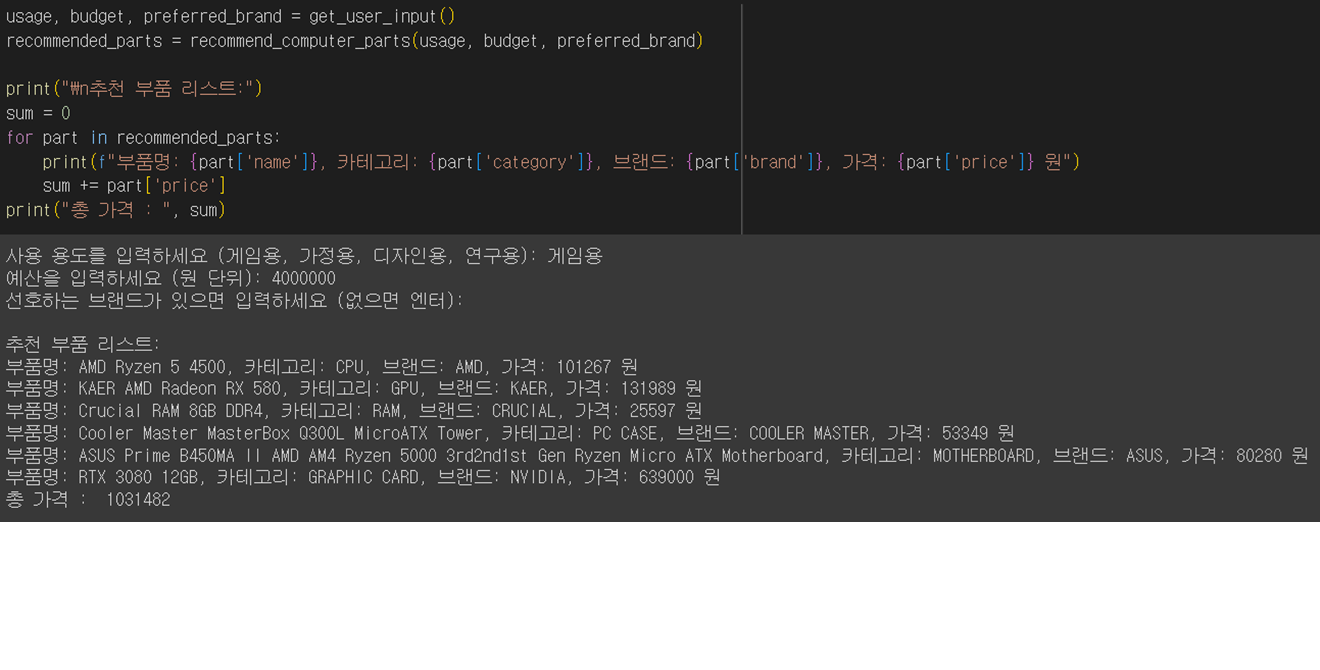 usage, budget, preferred_brand = get_user_input()
recommended_parts = recommend_computer_parts(usage, budget, preferred_brand)
print("₩n추천 부품 리스트:")
sum = 0
for part in recommended_parts:
    print(f"부품명: {part['name']}, 카테고리: {part['category']}, 브랜드: {part['brand']}, 가격: {part['price']} 원")
    sum += part['price']
print("총 가격 : ", sum)
사용 용도를 입력하세요 (게임용, 가정용, 디자인용, 연구용): 게임용
예산을 입력하세요 (원 단위): 4000000
선호하는 브랜드가 있으면 입력하세요 (없으면 엔터):
추천 부품 리스트:
부품명: AMD Ryzen 5 4500, 카테고리: CPU, 브랜드: AMD, 가격: 101267 원
부품명: KAER AMD Radeon RX 580, 카테고리: GPU, 브랜드: KAER, 가격: 131989 원
부품명: Crucial RAM 8GB DDR4, 카테고리: RAM, 브랜드: CRUCIAL, 가격: 25597 원
부품명: Cooler Master MasterBox Q300L MicroATX Tower, 카테고리: PC CASE, 브랜드: COOLER MASTER, 가격: 53349 원
부품명: ASUS Prime B450MA II AMD AM4 Ryzen 5000 3rd2nd1st Gen Ryzen Micro ATX Motherboard, 카테고리: MOTHERBOARD, 브랜드: ASUS, 가격: 80280 원
부품명: RTX 3080 12GB, 카테고리: GRAPHIC CARD, 브랜드: NVIDIA, 가격: 639000 원
총 가격 :  1031482